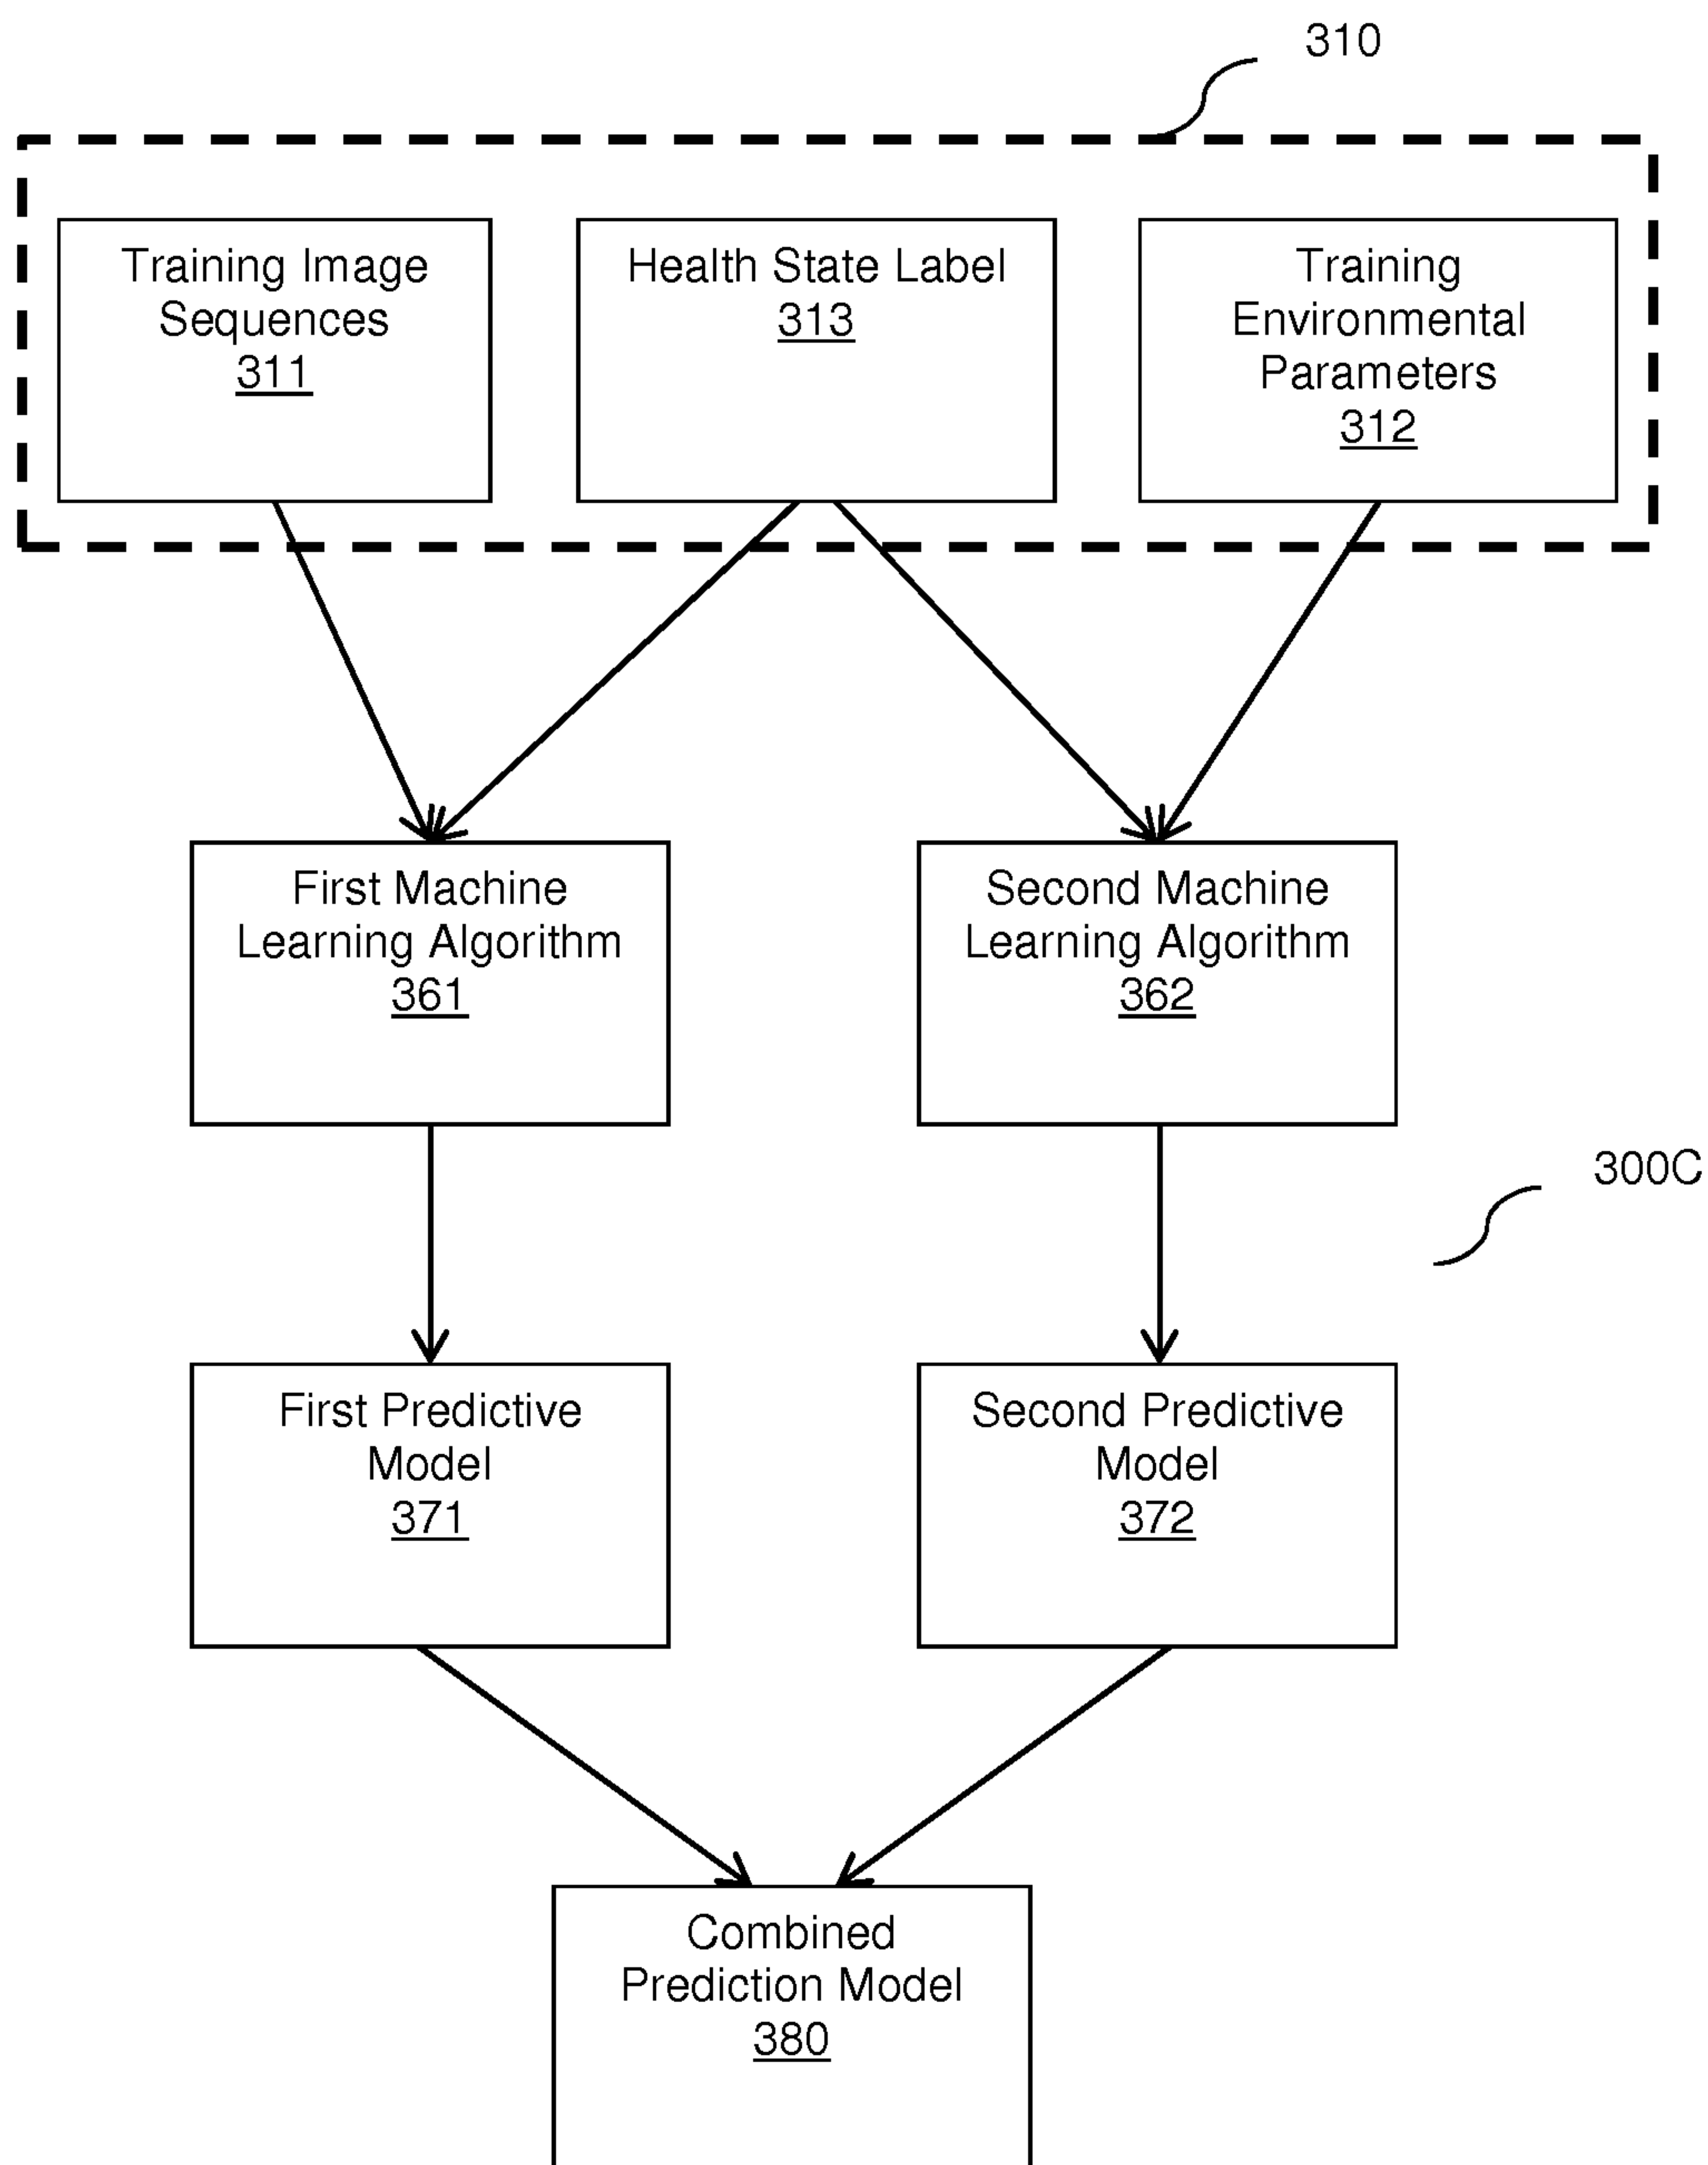 310
Training Image
Sequences
311
Health State Label
313
Training
Environmental
Parameters
312
First Machine
Learning Algorithm
361
Second Machine
Learning Algorithm
362
300C
First Predictive
Model
371
Second Predictive
Model
372
Combined
Prediction Model
380